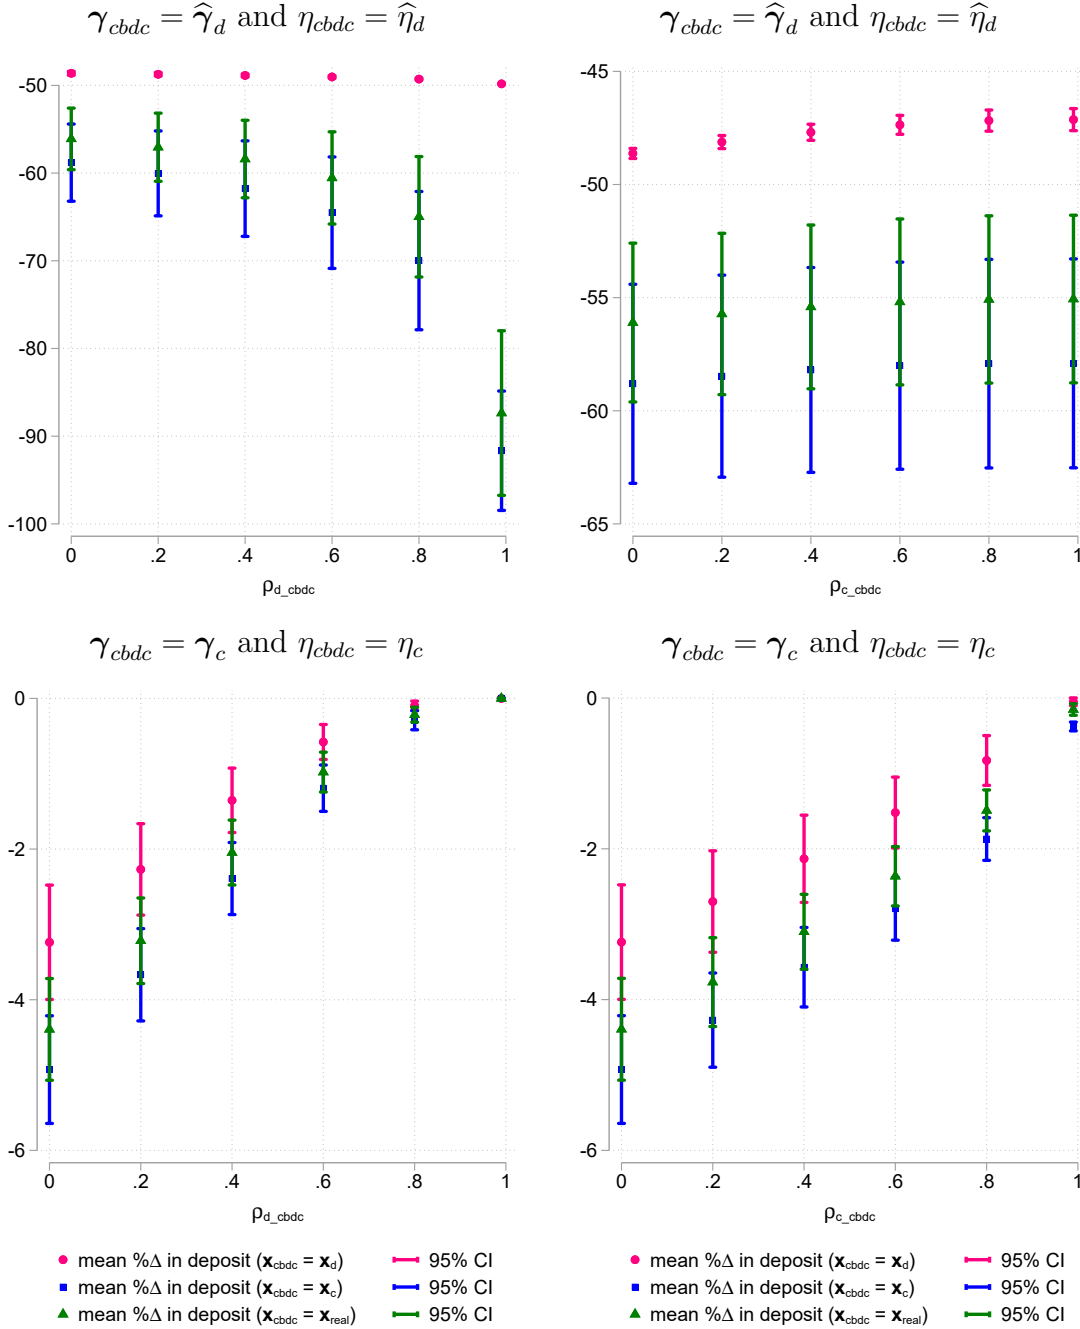 γcbdc = γ̂d and ηcbdc = η̂d
-50
-60
-70
-80
-90
-100
0 .2 .4 .6 .8 1
ρd_cbdc
γcbdc = γ̂d and ηcbdc = η̂d
-45
-50
-55
-60
-65
0 .2 .4 .6 .8 1
ρc_cbdc
γcbdc = γc and ηcbdc = ηc
0
-2
-4
-6
0 .2 .4 .6 .8 1
ρd_cbdc
γcbdc = γc and ηcbdc = ηc
0
-2
-4
-6
0 .2 .4 .6 .8 1
ρc_cbdc
mean %Δ in deposit (xcbdc = xd) 95% CI
mean %Δ in deposit (xcbdc = xc) 95% CI
mean %Δ in deposit (xcbdc = xreal) 95% CI
mean %Δ in deposit (xcbdc = xd) 95% CI
mean %Δ in deposit (xcbdc = xc) 95% CI
mean %Δ in deposit (xcbdc = xreal) 95% CI